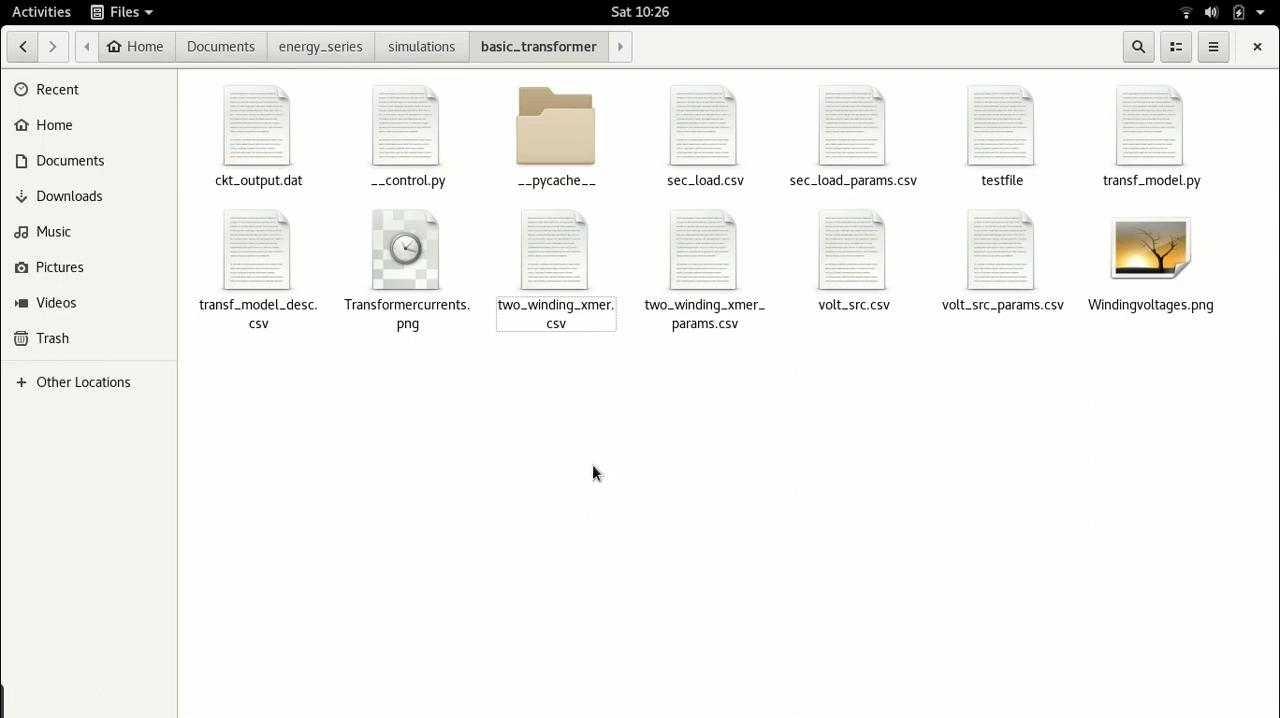 Activities
Files
Sat 10:26
Home
Documents
energy_series
simulations
basic_transformer
Recent
Home
Documents
Downloads
Music
Pictures
Videos
Trash
Other Locations
ckt_output.dat
__control.py
__pycache__
sec_load.csv
sec_load_params.csv
testfile
transf_model.py
transf_model_desc.
csv
Transformercurrents.
png
two_winding_xmer.
csv
two_winding_xmer_
params.csv
volt_src.csv
volt_src_params.csv
Windingvoltages.png